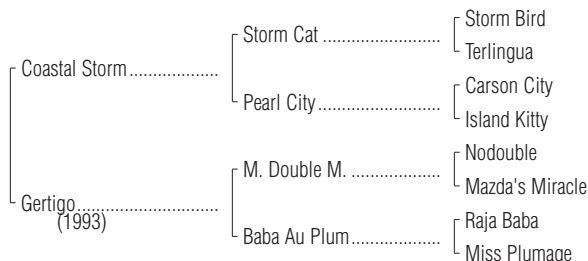 Storm Bird
Storm Cat
Terlingua
Coastal Storm
Carson City
Pearl City
Island Kitty
Nodouble
M. Double M.
Mazda's Miracle
Gertigo
(1993)
Raja Baba
Baba Au Plum
Miss Plumage